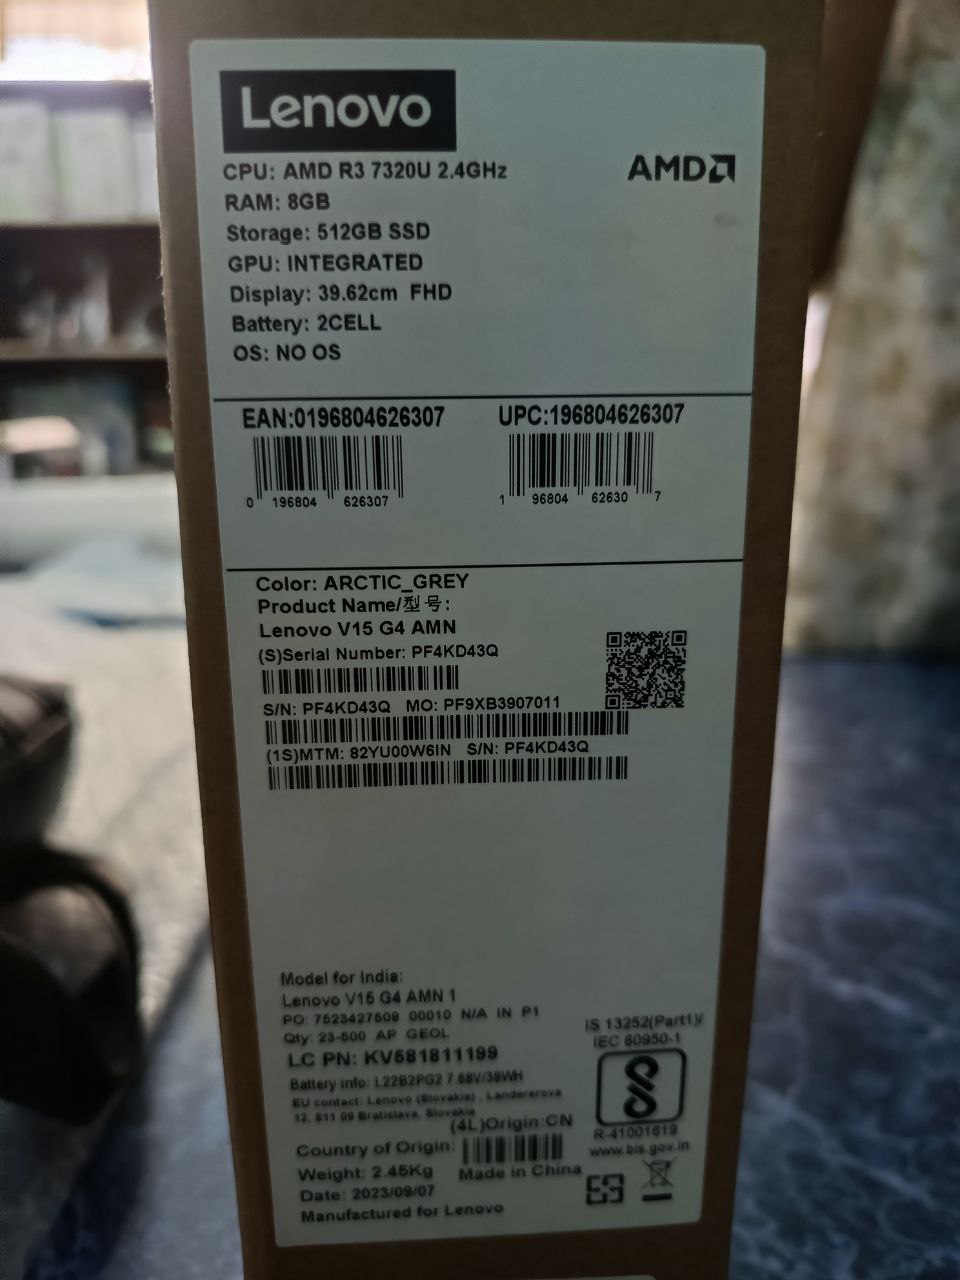 Lenovo
CPU: AMD R3 7320U 2.4GHz
AMD
RAM: 8GB
Storage: 512GB SSD
GPU: INTEGRATED
Display: 39.62cm FHD
Battery: 2CELL
OS: NO OS
EAN:0196804626307 UPC:196804626307
0 196804 626307 1 96804 62630 7
Color: ARCTIC_GREY
Product Name/型号:
Lenovo V15 G4 AMN
(S)Serial Number: PF4KD43Q
S/N: PF4KD43Q MO: PF9XB3907011
(1S)MTM: 82YU00W6IN S/N: PF4KD43Q
Model for India:
Lenovo V15 G4 AMN 1
PO: 7523427509 00010 N/A IN P1
Qty: 23-500 AP GEOL
LC PN: KV581811199
Battery info: L22B2PG2 7.68V/38WH
EU contact: Lenovo (Slovakia) , Landererova
12, 811 09 Bratislava, Slovakia
(4L)Origin:CN
Country of Origin:
Made in China
Weight: 2.45Kg
Date: 2023/09/07
Manufactured for Lenovo
IS 13252(Part1)/
IEC 60950-1
R-41001819
www.bis.gov.in